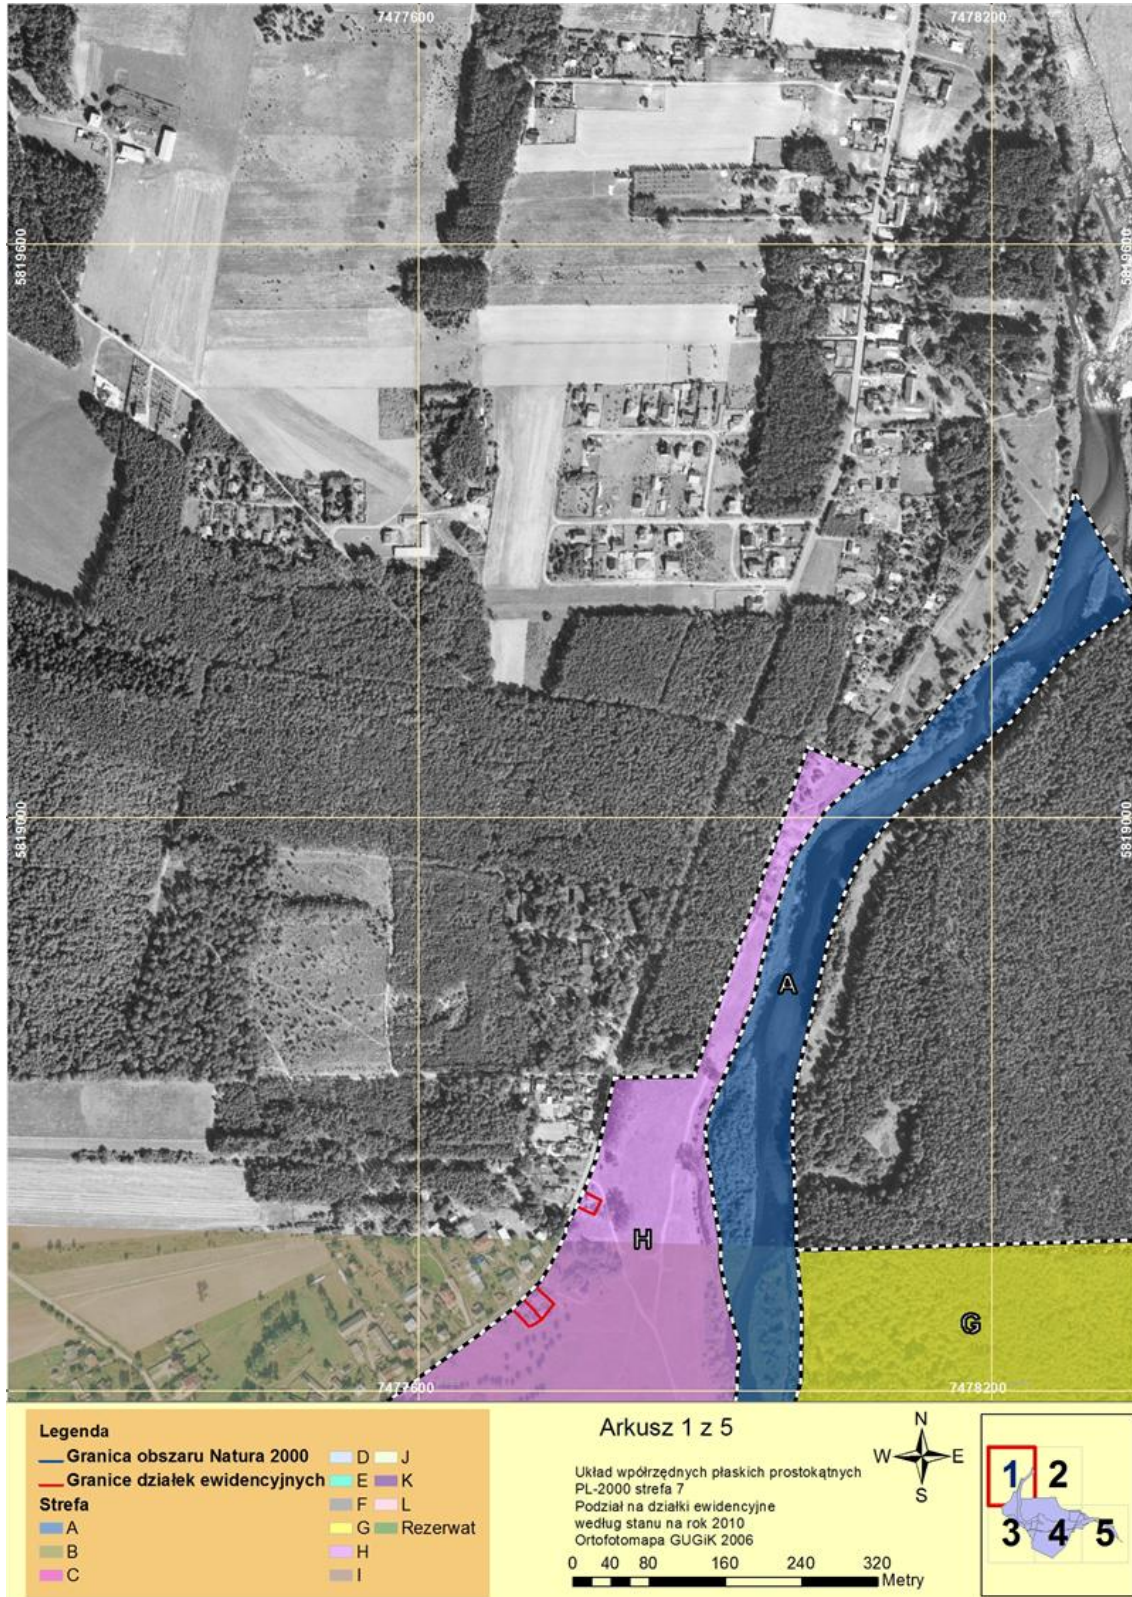 7477600
7478200
5819600
5819600
5819000
5819000
A
H
G
7477600
7478200
Legenda
Granica obszaru Natura 2000
Granice działek ewidencyjnych
Strefa
A
B
C
D
E
F
G
H
I
J
K
L
Rezerwat
Arkusz 1 z 5
Układ wpółrzędnych płaskich prostokątnych
PL-2000 strefa 7
Podział na działki ewidencyjne
według stanu na rok 2010
Ortofotomapa GUGiK 2006
0 40 80 160 240 320
Metry
N
W E
S
1 2
3 4 5